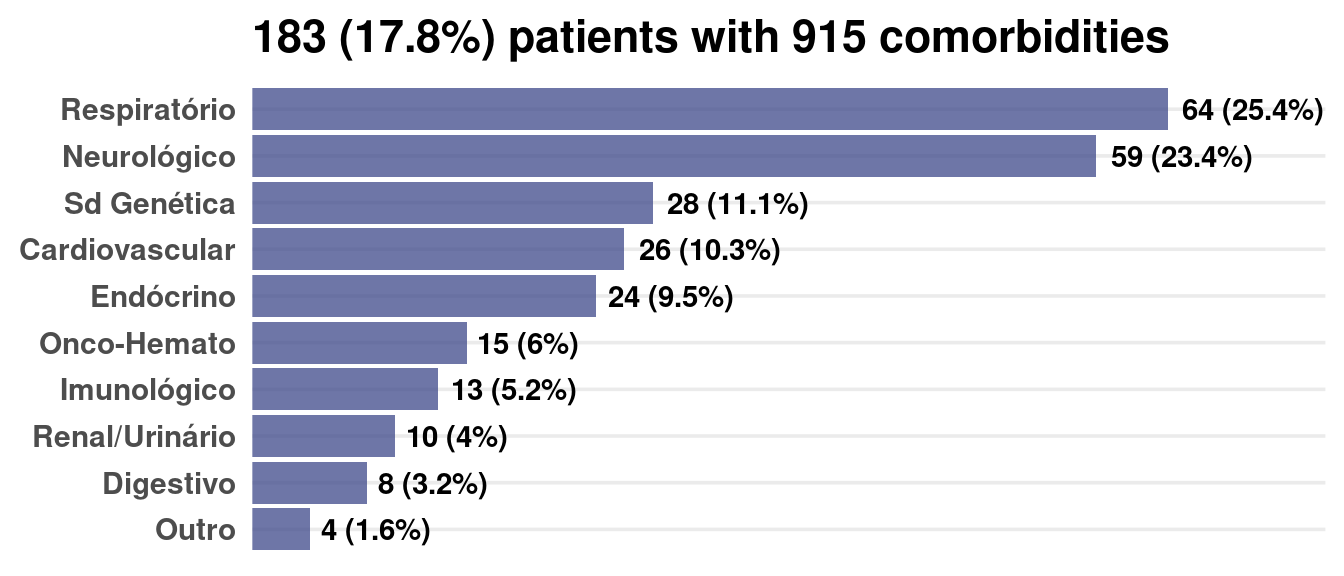 183 (17.8%) patients with 915 comorbidities
Respiratório 64 (25.4%)
Neurológico 59 (23.4%)
Sd Genética 28 (11.1%)
Cardiovascular 26 (10.3%)
Endócrino 24 (9.5%)
Onco-Hemato 15 (6%)
Imunológico 13 (5.2%)
Renal/Urinário 10 (4%)
Digestivo 8 (3.2%)
Outro 4 (1.6%)